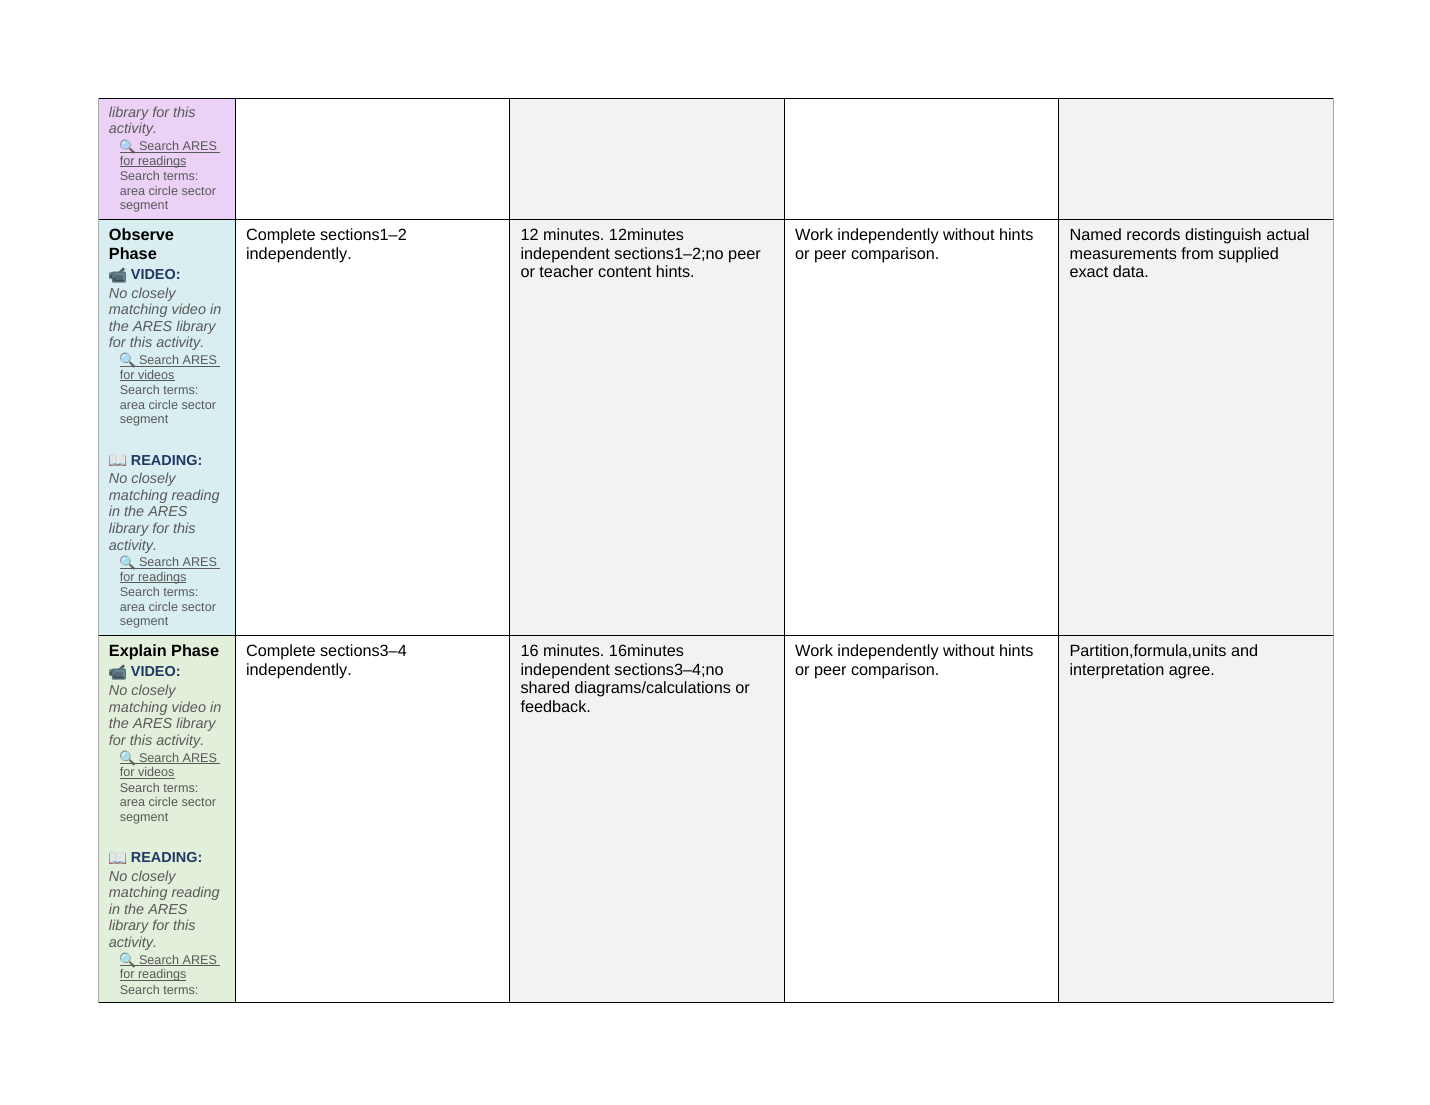 library for this
activity.
🔍 Search ARES
for readings
Search terms:
area circle sector
segment
Observe
Phase
📹 VIDEO:
No closely
matching video in
the ARES library
for this activity.
🔍 Search ARES
for videos
Search terms:
area circle sector
segment
📖 READING:
No closely
matching reading
in the ARES
library for this
activity.
🔍 Search ARES
for readings
Search terms:
area circle sector
segment
Complete sections1–2
independently.
12 minutes. 12minutes
independent sections1–2;no peer
or teacher content hints.
Work independently without hints
or peer comparison.
Named records distinguish actual
measurements from supplied
exact data.
Explain Phase
📹 VIDEO:
No closely
matching video in
the ARES library
for this activity.
🔍 Search ARES
for videos
Search terms:
area circle sector
segment
📖 READING:
No closely
matching reading
in the ARES
library for this
activity.
🔍 Search ARES
for readings
Search terms:
Complete sections3–4
independently.
16 minutes. 16minutes
independent sections3–4;no
shared diagrams/calculations or
feedback.
Work independently without hints
or peer comparison.
Partition,formula,units and
interpretation agree.